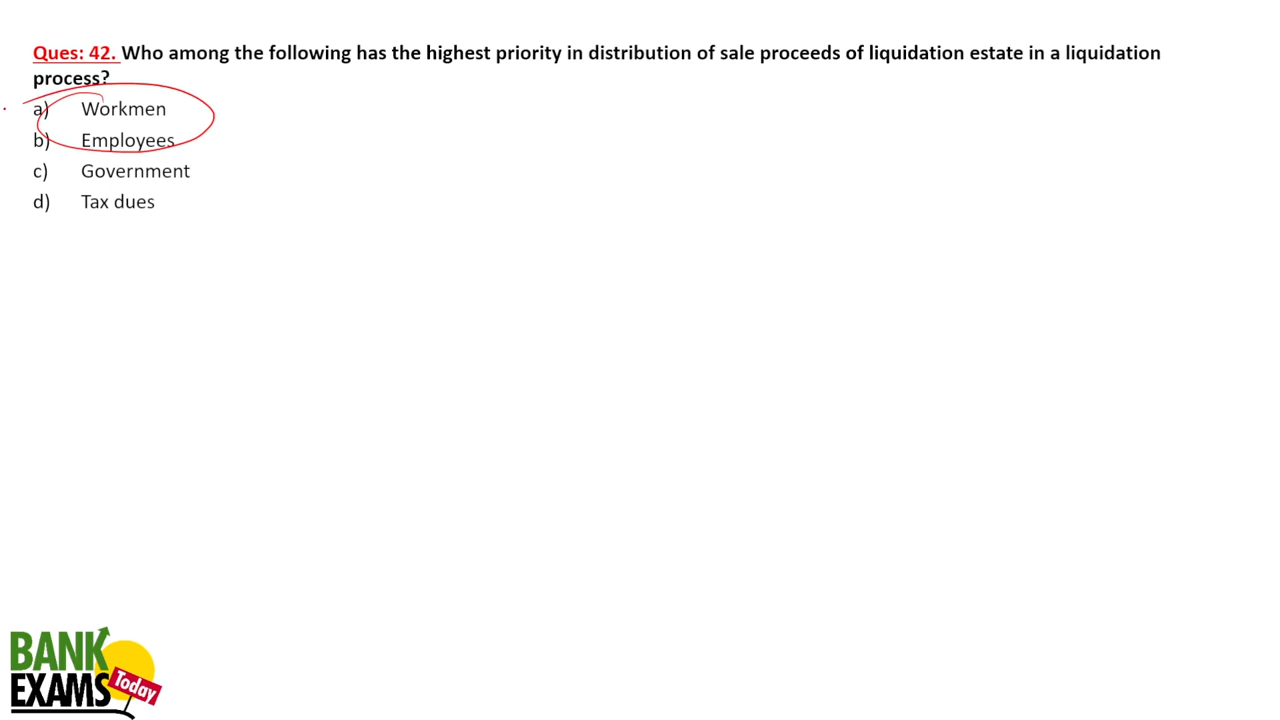 Ques: 42. Who among the following has the highest priority in distribution of sale proceeds of liquidation estate in a liquidation
process?
a) Workmen
b) Employees
c) Government
d) Tax dues
BANK
EXAMS
Today